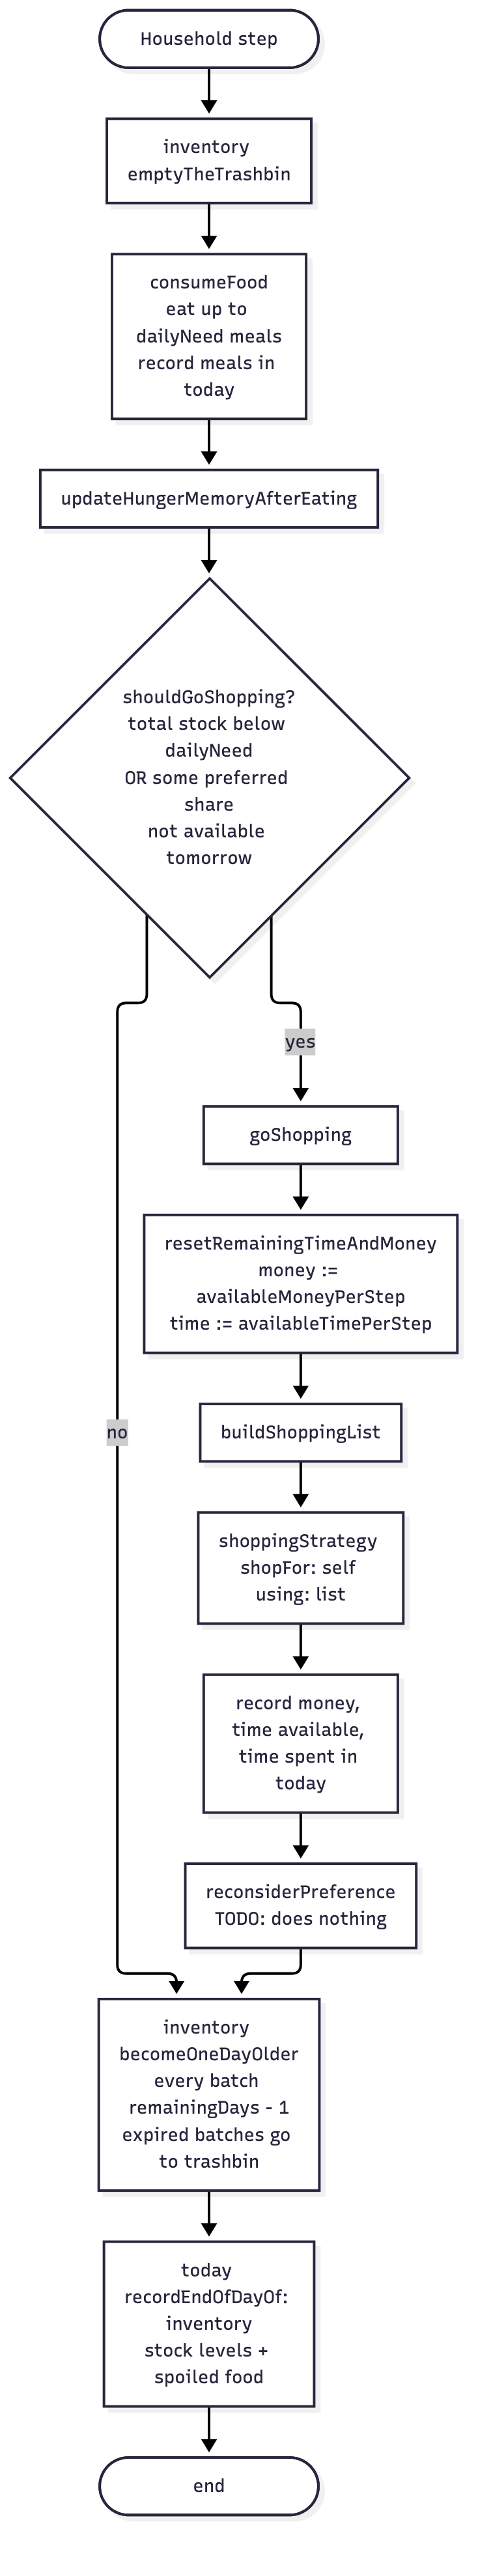 Household step
inventory
emptyTheTrashbin
consumeFood
eat up to
dailyNeed meals
record meals in
today
updateHungerMemoryAfterEating
shouldGoShopping?
total stock below
dailyNeed
OR some preferred
share
not available
tomorrow
yes
goShopping
resetRemainingTimeAndMoney
money :=
availableMoneyPerStep
time := availableTimePerStep
no
buildShoppingList
shoppingStrategy
shopFor: self
using: list
record money,
time available,
time spent in
today
reconsiderPreference
TODO: does nothing
inventory
becomeOneDayOlder
every batch
remainingDays - 1
expired batches go
to trashbin
today
recordEndOfDayOf:
inventory
stock levels +
spoiled food
end